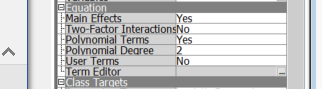 Equation
Main Effects Yes
Two-Factor Interactions No
Polynomial Terms Yes
Polynomial Degree 2
User Terms No
Term Editor ...
Class Targets